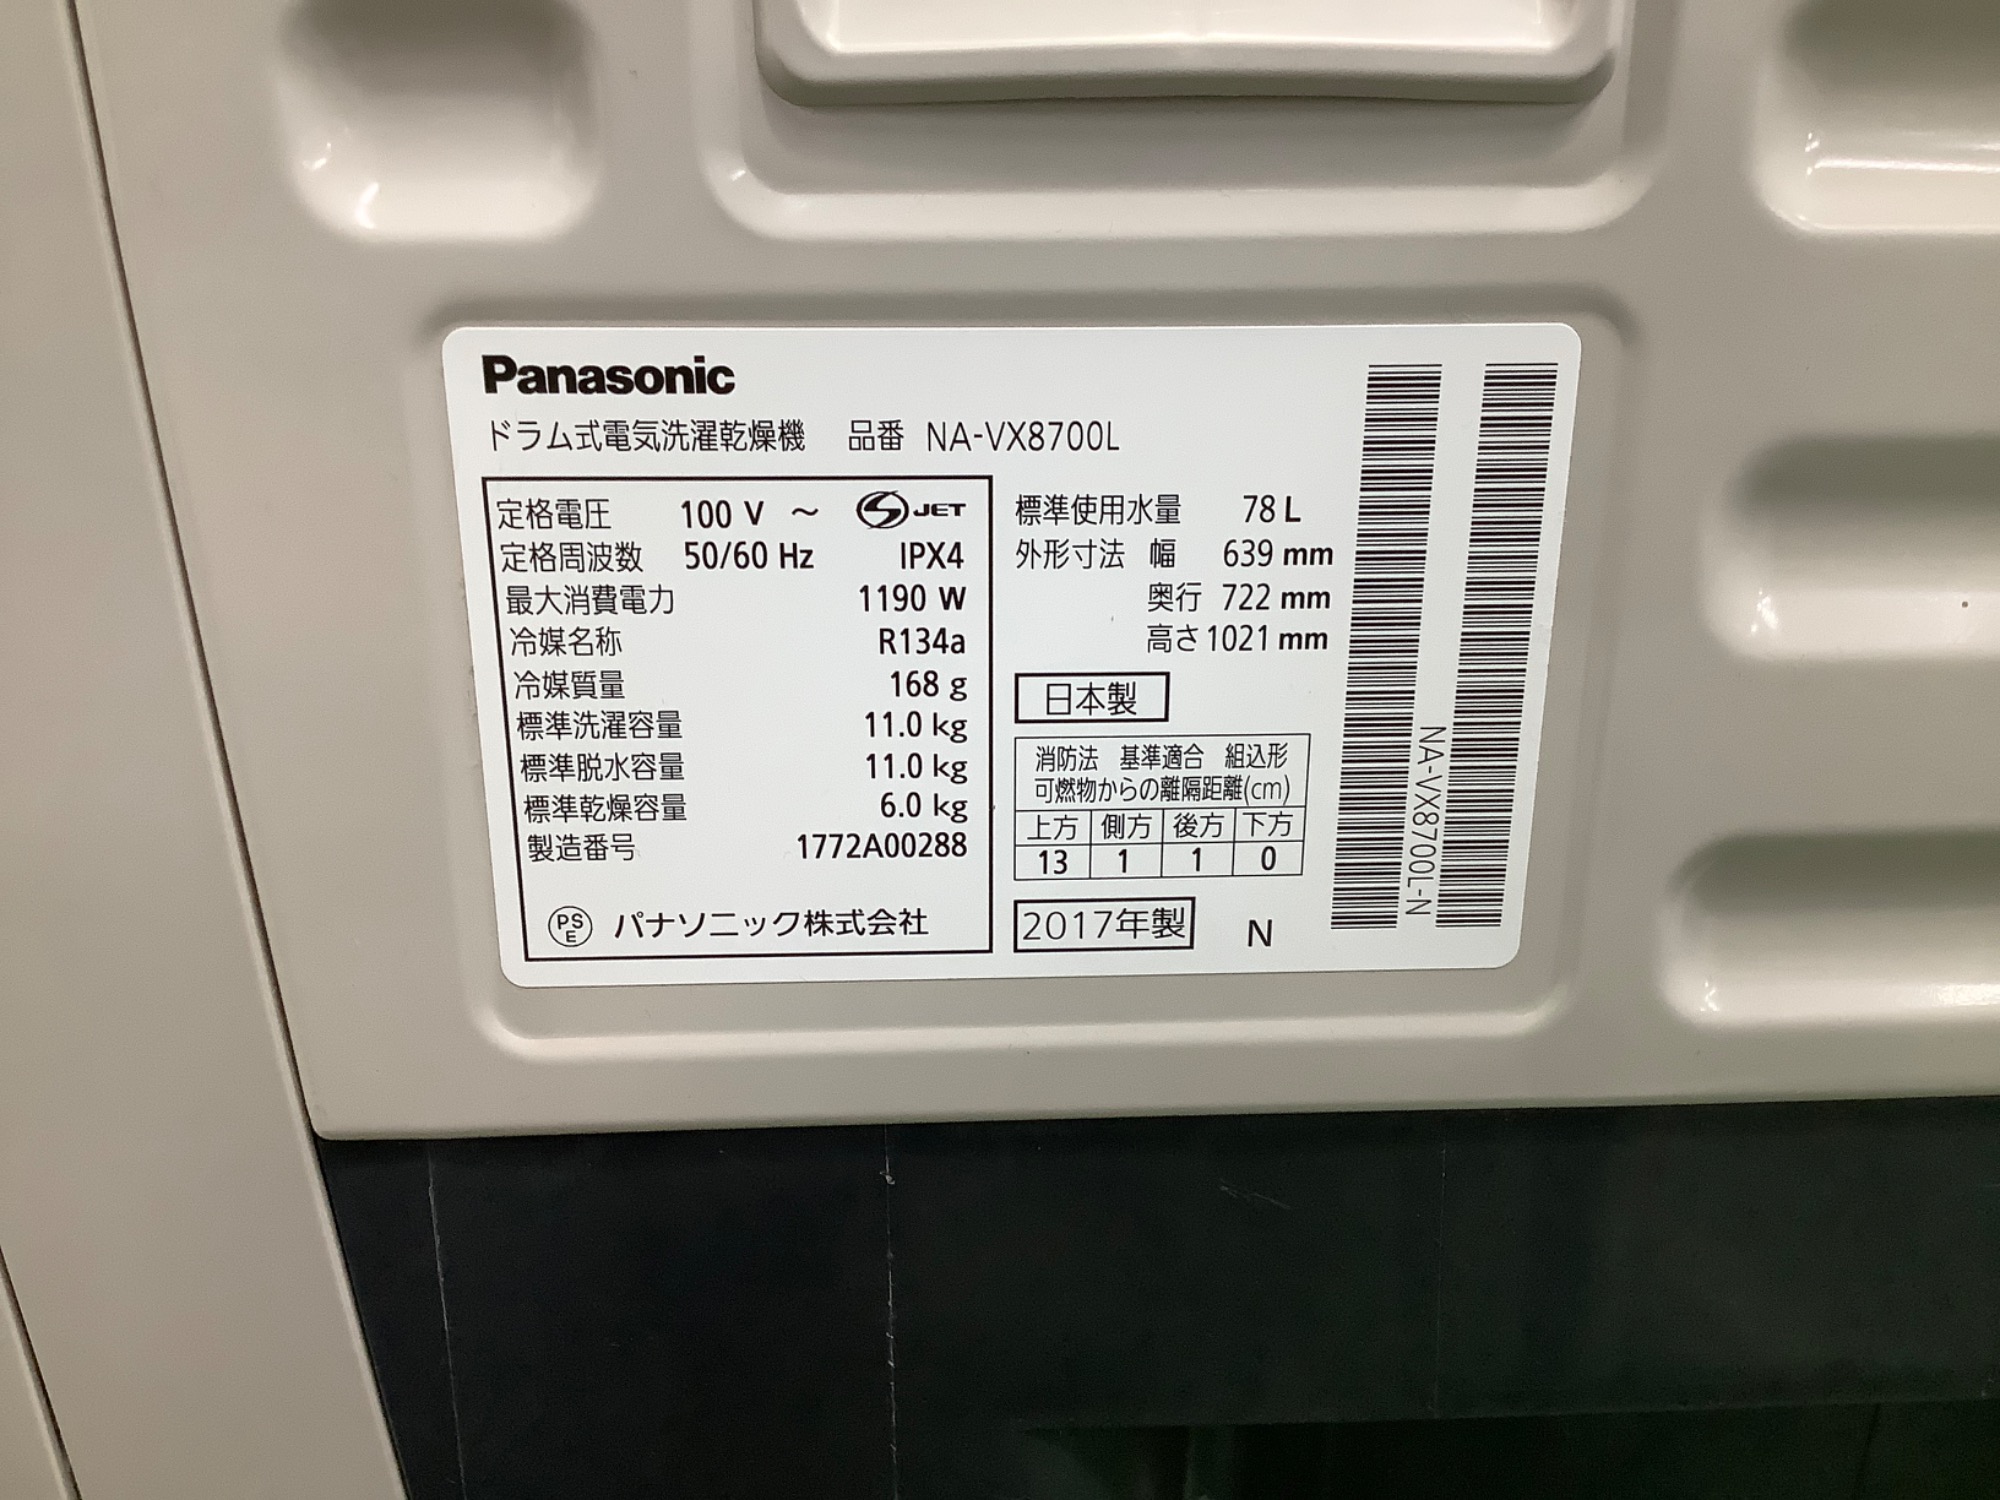 Panasonic
ドラム式電気洗濯乾燥機 品番 NA-VX8700L
定格電圧 100 V ～ S JET
定格周波数 50/60 Hz IPX4
最大消費電力 1190 W
冷媒名称 R134a
冷媒質量 168 g
標準洗濯容量 11.0 kg
標準脱水容量 11.0 kg
標準乾燥容量 6.0 kg
製造番号 1772A00288
PSE パナソニック株式会社
標準使用水量 78 L
外形寸法 幅 639 mm
奥行 722 mm
高さ 1021 mm
日本製
消防法 基準適合 組込形
可燃物からの離隔距離(cm)
上方 側方 後方 下方
13 1 1 0
2017年製 N
NA-VX8700L-N